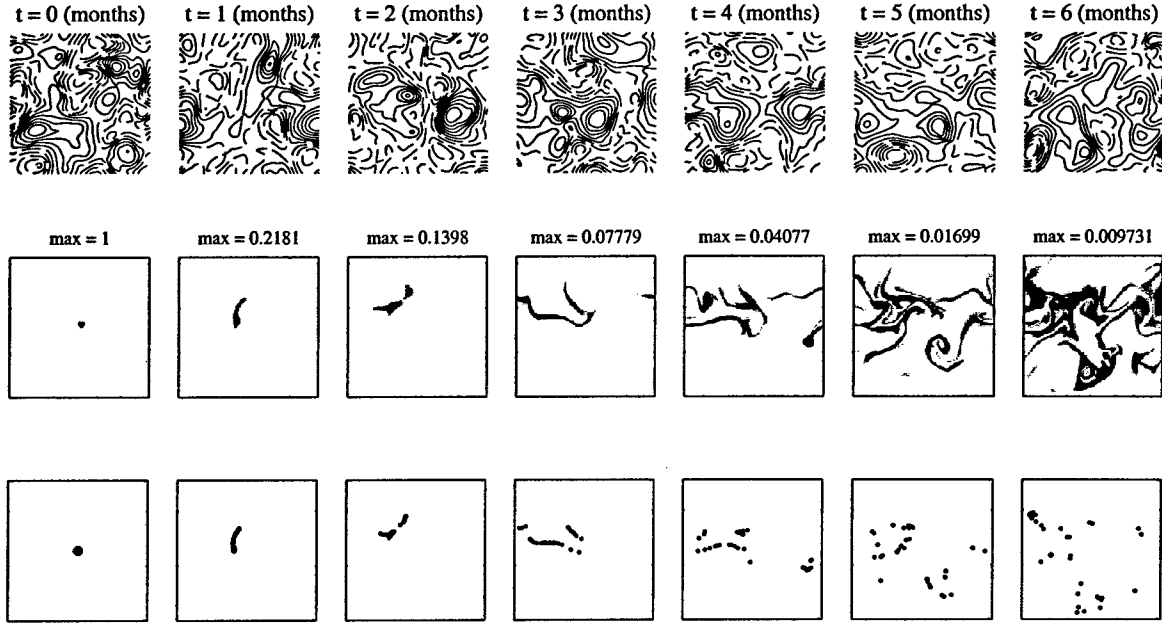 t = 0 (months) t = 1 (months) t = 2 (months) t = 3 (months) t = 4 (months) t = 5 (months) t = 6 (months)
max = 1 max = 0.2181 max = 0.1398 max = 0.07779 max = 0.04077 max = 0.01699 max = 0.009731